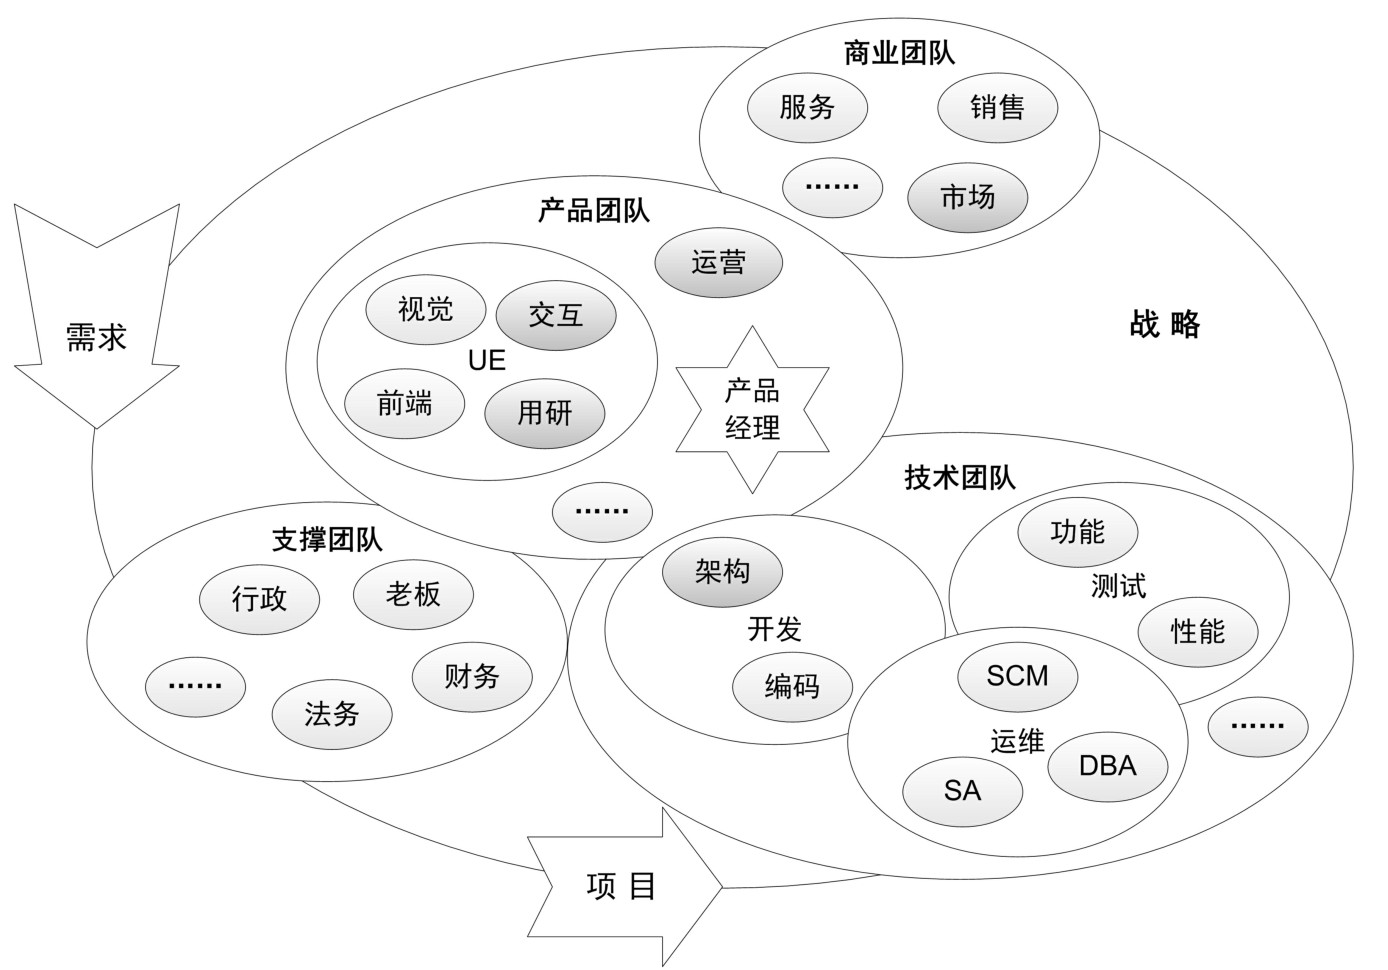 商业团队
服务
销售
……
市场
产品团队
运营
视觉
交互
UE
前端
用研
产品
经理
……
需求
战 略
技术团队
功能
测试
性能
架构
开发
编码
SCM
运维
SA
DBA
……
支撑团队
行政
老板
……
法务
财务
项 目